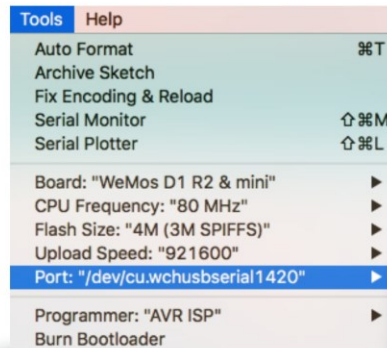 Tools Help
Auto Format ⌘T
Archive Sketch
Fix Encoding & Reload
Serial Monitor ⇧⌘M
Serial Plotter ⇧⌘L
Board: "WeMos D1 R2 & mini"
CPU Frequency: "80 MHz"
Flash Size: "4M (3M SPIFFS)"
Upload Speed: "921600"
Port: "/dev/cu.wchusbserial1420"
Programmer: "AVR ISP"
Burn Bootloader